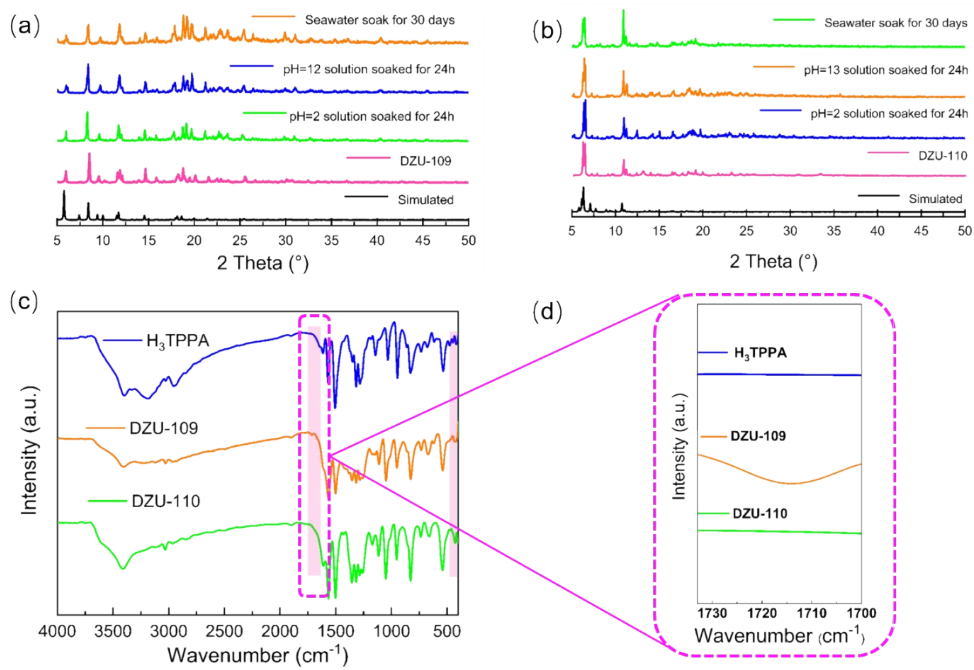 (a)
Seawater soak for 30 days
pH=12 solution soaked for 24h
pH=2 solution soaked for 24h
DZU-109
Simulated
5 10 15 20 25 30 35 40 45 50
2 Theta (°)
(b)
Seawater soak for 30 days
pH=13 solution soaked for 24h
pH=2 solution soaked for 24h
DZU-110
Simulated
5 10 15 20 25 30 35 40 45 50
2 Theta (°)
(c)
H₃TPPA
DZU-109
DZU-110
Intensity (a.u.)
4000 3500 3000 2500 2000 1500 1000 500
Wavenumber (cm⁻¹)
(d)
H₃TPPA
DZU-109
DZU-110
Intensity (a.u.)
1730 1720 1710 1700
Wavenumber (cm⁻¹)